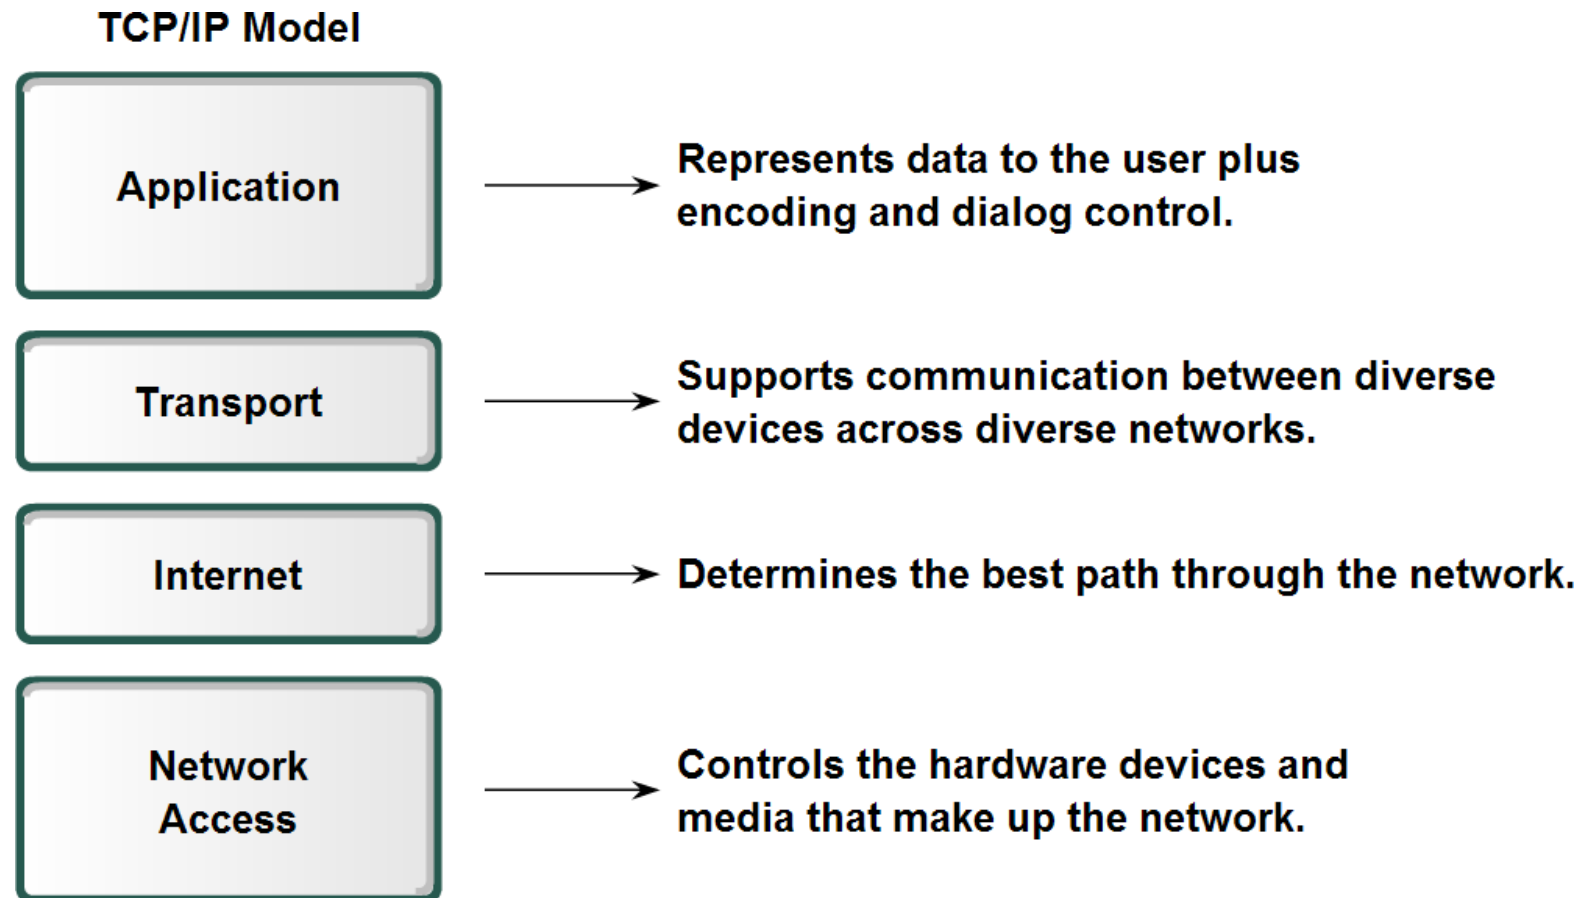 TCP/IP Model
Application
Represents data to the user plus
encoding and dialog control.
Transport
Supports communication between diverse
devices across diverse networks.
Internet
Determines the best path through the network.
Network
Access
Controls the hardware devices and
media that make up the network.